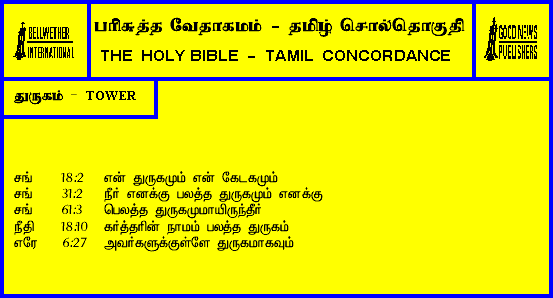 BELLWETHER
INTERNATIONAL
பரிசுத்த வேதாகமம் - தமிழ் சொல்தொகுதி
THE HOLY BIBLE - TAMIL CONCORDANCE
GOOD NEWS
PUBLISHERS
துருகம் - TOWER
சங் 18:2 என் துருகமும் என் கேடகமும்
சங் 31:2 நீர் எனக்கு பலத்த துருகமும் எனக்கு
சங் 61:3 பெலத்த துருகமுமாயிருந்தீர்
நீதி 18:10 கர்த்தரின் நாமம் பலத்த துருகம்
எரே 6:27 அவர்களுக்குள்ளே துருகமாகவும்